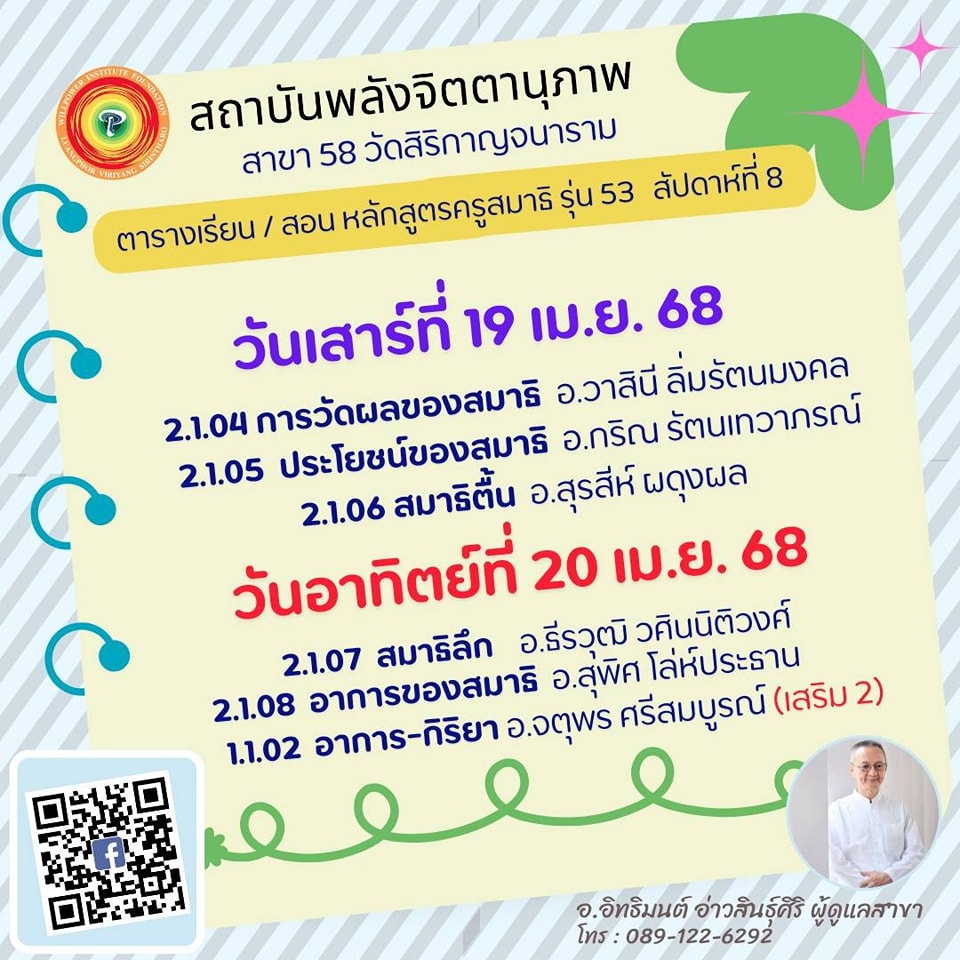 WILLPOWER INSTITUTE FOUNDATION
LUANGPHOR VIRIYANG SIRINTHARO
สถาบันพลังจิตตานุภาพ
สาขา 58 วัดสิริกาญจนาราม
ตารางเรียน / สอน หลักสูตรครูสมาธิ รุ่น 53 สัปดาห์ที่ 8
วันเสาร์ที่ 19 เม.ย. 68
2.1.04 การวัดผลของสมาธิ อ.วาสินี ลิ่มรัตนมงคล
2.1.05 ประโยชน์ของสมาธิ อ.กริณ รัตนเทวาภรณ์
2.1.06 สมาธิตื้น อ.สุรสีห์ ผดุงผล
วันอาทิตย์ที่ 20 เม.ย. 68
2.1.07 สมาธิลึก อ.ธีรวุฒิ วศินนิติวงศ์
2.1.08 อาการของสมาธิ อ.สุพิศ โล่ห์ประธาน
1.1.02 อาการ-กิริยา อ.จตุพร ศรีสมบูรณ์ (เสริม 2)
อ.อิทธิมนต์ อ่าวสินธุ์ศิริ ผู้ดูแลสาขา
โทร : 089-122-6292